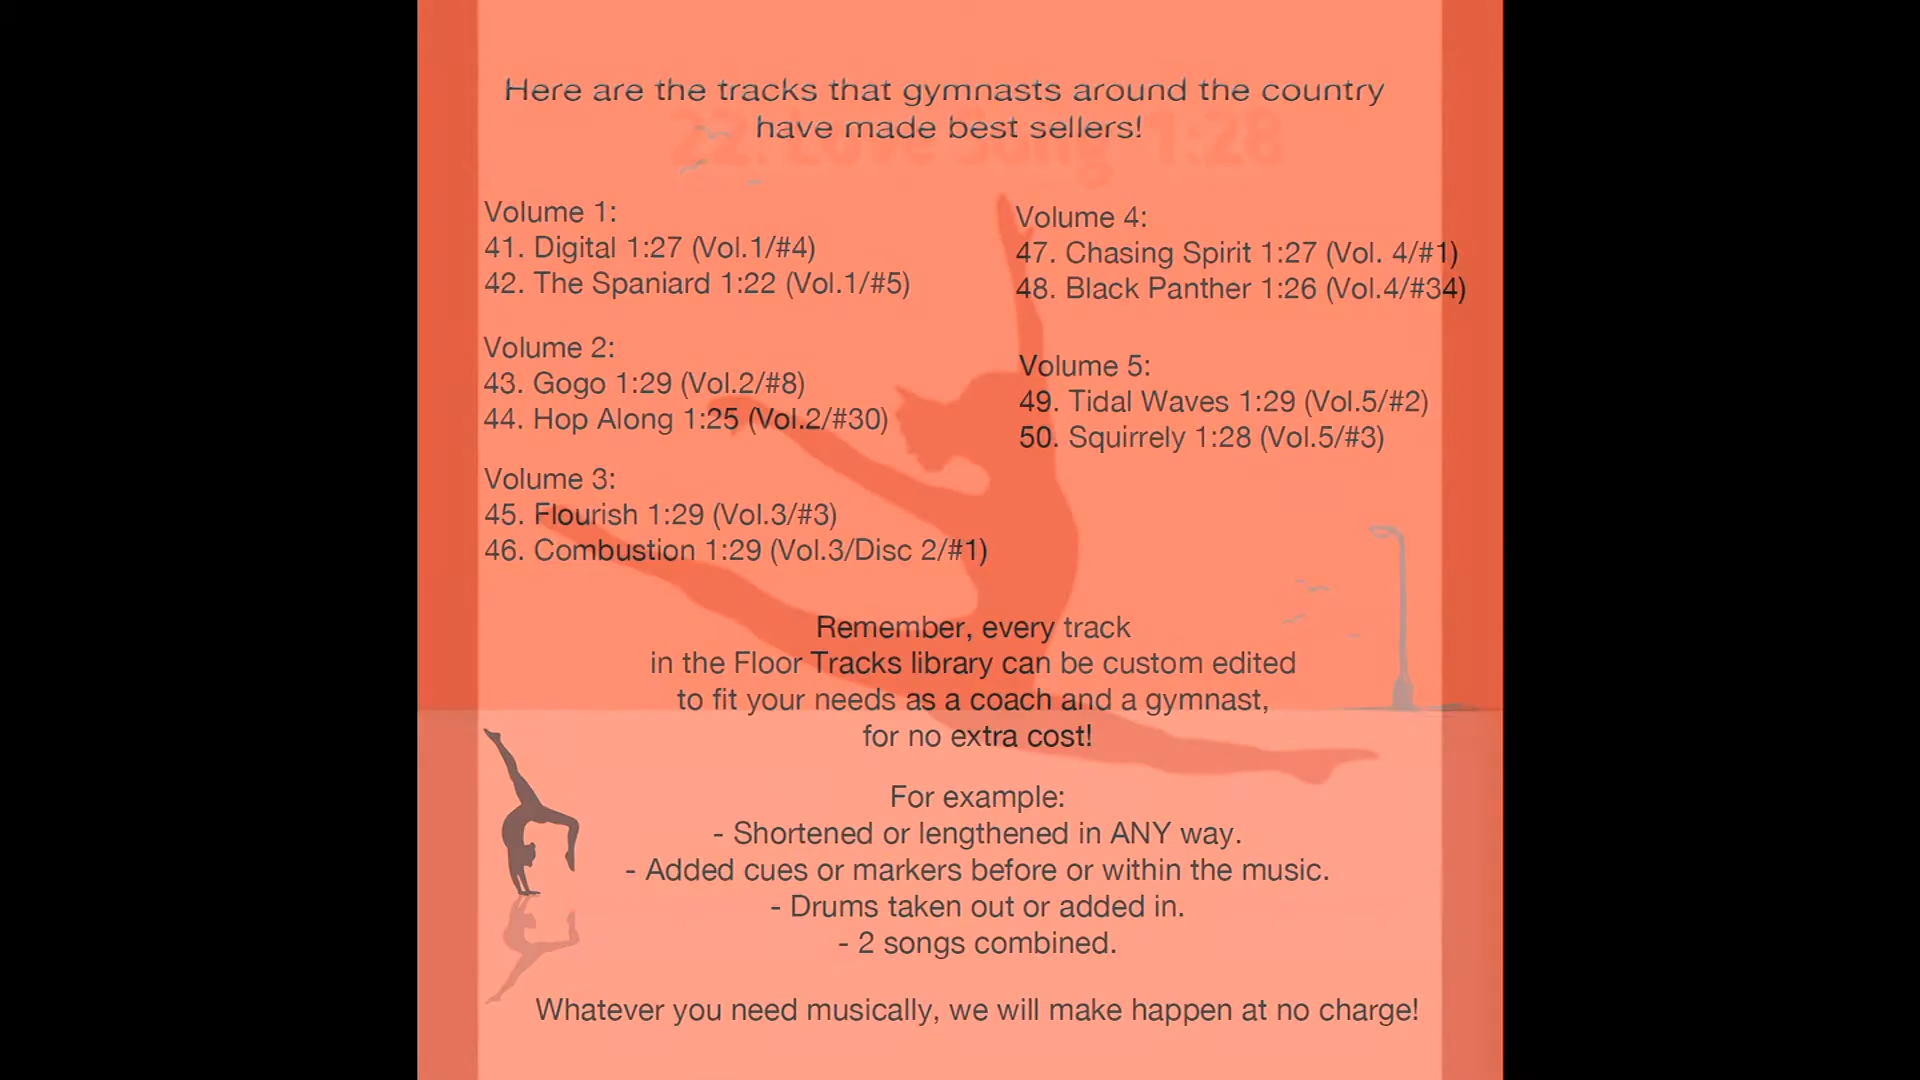 Here are the tracks that gymnasts around the country
have made best sellers!
22. Love Song 1:28
Volume 1:
41. Digital 1:27 (Vol.1/#4)
42. The Spaniard 1:22 (Vol.1/#5)
Volume 2:
43. Gogo 1:29 (Vol.2/#8)
44. Hop Along 1:25 (Vol.2/#30)
Volume 3:
45. Flourish 1:29 (Vol.3/#3)
46. Combustion 1:29 (Vol.3/Disc 2/#1)
Volume 4:
47. Chasing Spirit 1:27 (Vol. 4/#1)
48. Black Panther 1:26 (Vol.4/#34)
Volume 5:
49. Tidal Waves 1:29 (Vol.5/#2)
50. Squirrely 1:28 (Vol.5/#3)
Remember, every track
in the Floor Tracks library can be custom edited
to fit your needs as a coach and a gymnast,
for no extra cost!
For example:
- Shortened or lengthened in ANY way.
- Added cues or markers before or within the music.
- Drums taken out or added in.
- 2 songs combined.
Whatever you need musically, we will make happen at no charge!